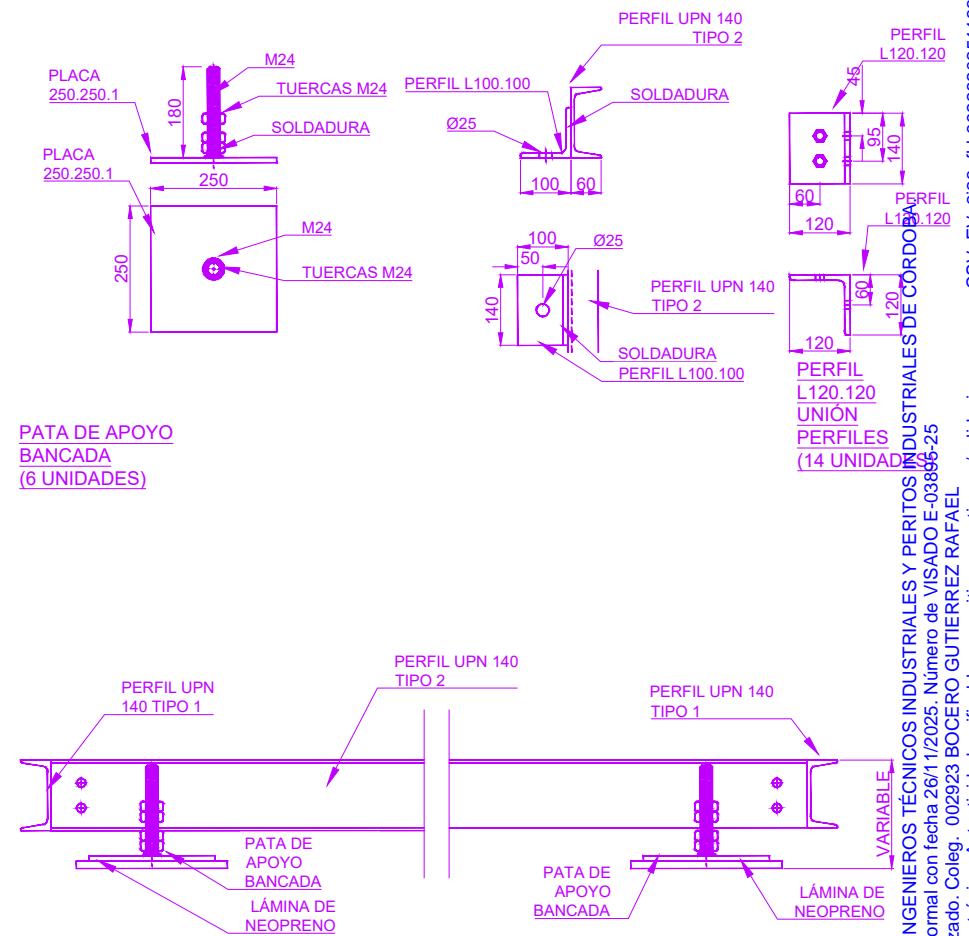 PERFIL UPN 140
TIPO 2
M24
PLACA
250.250.1
TUERCAS M24
180
SOLDADURA
PLACA
250.250.1
250
M24
TUERCAS M24
250
PATA DE APOYO
BANCADA
(6 UNIDADES)
PERFIL L100.100
SOLDADURA
Ø25
100
60
100
50
Ø25
140
PERFIL UPN 140
TIPO 2
SOLDADURA
PERFIL L100.100
PERFIL
L120.120
45
95
140
60
120
PERFIL
L120.120
60
120
120
PERFIL
L120.120
UNIÓN
PERFILES
(14 UNIDADES
PERFIL UPN
140 TIPO 1
PERFIL UPN 140
TIPO 2
PERFIL UPN 140
TIPO 1
VARIABLE
PATA DE
APOYO
BANCADA
LÁMINA DE
NEOPRENO
PATA DE
APOYO
BANCADA
LÁMINA DE
NEOPRENO
NGENIEROS TÉCNICOS INDUSTRIALES Y PERITOS INDUSTRIALES DE CÓRDOBA
ormal con fecha 26/11/2025. Número de VISADO E-03895-25
zado. Coleg. 002923 BOCERO GUTIERREZ RAFAEL